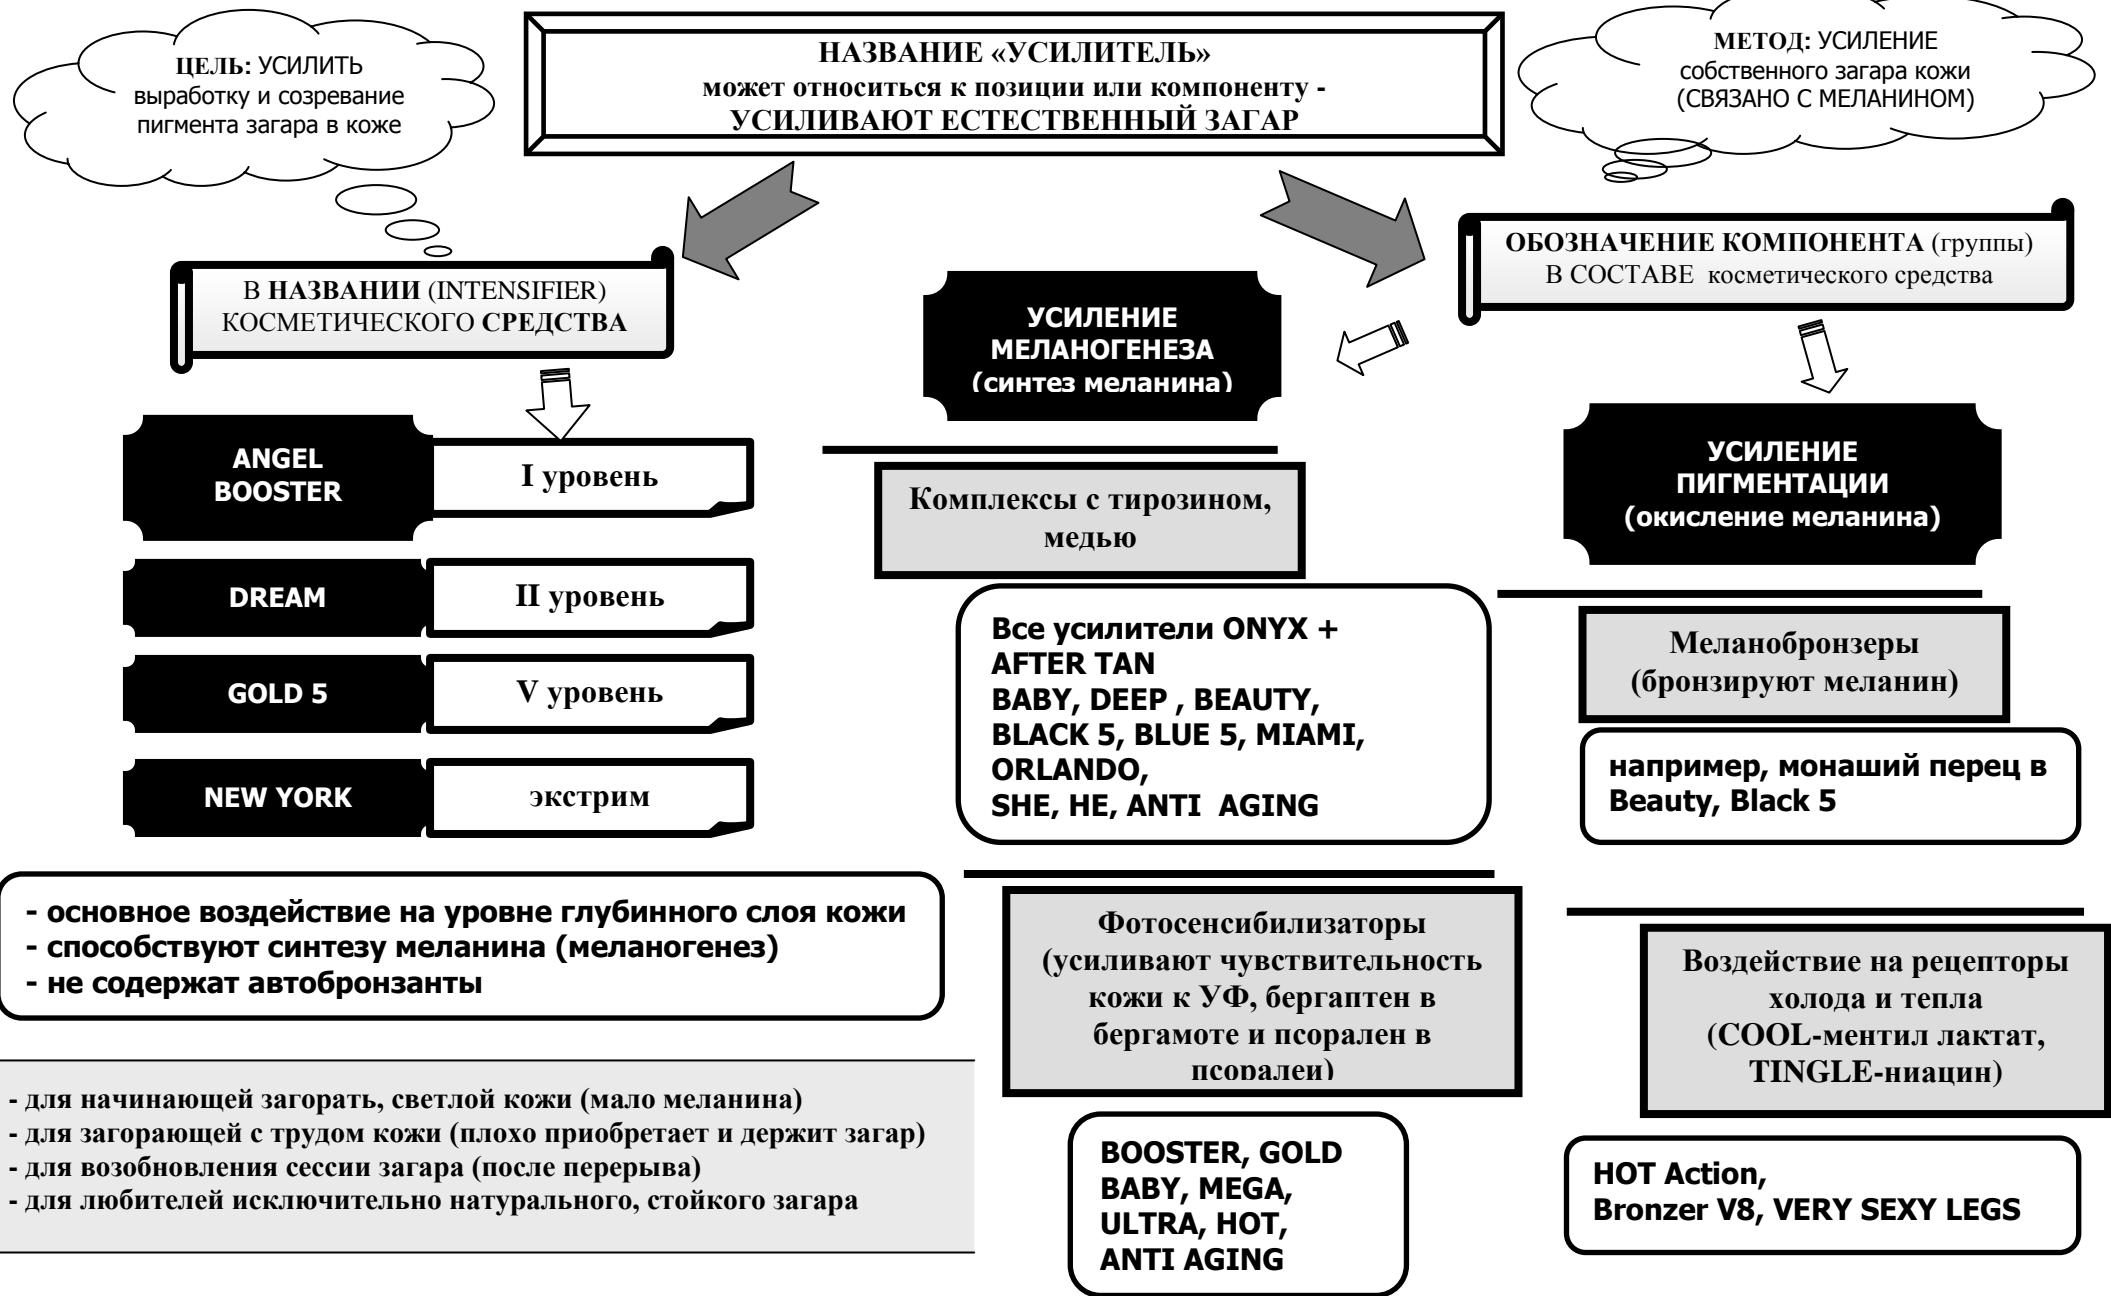 ЦЕЛЬ: УСИЛИТЬ
выработку и созревание
пигмента загара в коже
НАЗВАНИЕ «УСИЛИТЕЛЬ»
может относиться к позиции или компоненту -
УСИЛИВАЮТ ЕСТЕСТВЕННЫЙ ЗАГАР
МЕТОД: УСИЛЕНИЕ
собственного загара кожи
(СВЯЗАНО С МЕЛАНИНОМ)
В НАЗВАНИИ (INTENSIFIER)
КОСМЕТИЧЕСКОГО СРЕДСТВА
ОБОЗНАЧЕНИЕ КОМПОНЕНТА (группы)
В СОСТАВЕ косметического средства
ANGEL
BOOSTER
I уровень
DREAM
II уровень
GOLD 5
V уровень
NEW YORK
экстрим
- основное воздействие на уровне глубинного слоя кожи
- способствуют синтезу меланина (меланогенез)
- не содержат автобронзанты
- для начинающей загорать, светлой кожи (мало меланина)
- для загорающей с трудом кожи (плохо приобретает и держит загар)
- для возобновления сессии загара (после перерыва)
- для любителей исключительно натурального, стойкого загара
УСИЛЕНИЕ
МЕЛАНОГЕНЕЗА
(синтез меланина)
Комплексы с тирозином,
медью
Все усилители ONYX +
AFTER TAN
BABY, DEEP , BEAUTY,
BLACK 5, BLUE 5, MIAMI,
ORLANDO,
SHE, HE, ANTI AGING
Фотосенсибилизаторы
(усиливают чувствительность
кожи к УФ, бергаптен в
бергамоте и псорален в
псоралеи)
BOOSTER, GOLD
BABY, MEGA,
ULTRA, HOT,
ANTI AGING
УСИЛЕНИЕ
ПИГМЕНТАЦИИ
(окисление меланина)
Меланобронзеры
(бронзируют меланин)
например, монаший перец в
Beauty, Black 5
Воздействие на рецепторы
холода и тепла
(COOL-ментил лактат,
TINGLE-ниацин)
HOT Action,
Bronzer V8, VERY SEXY LEGS